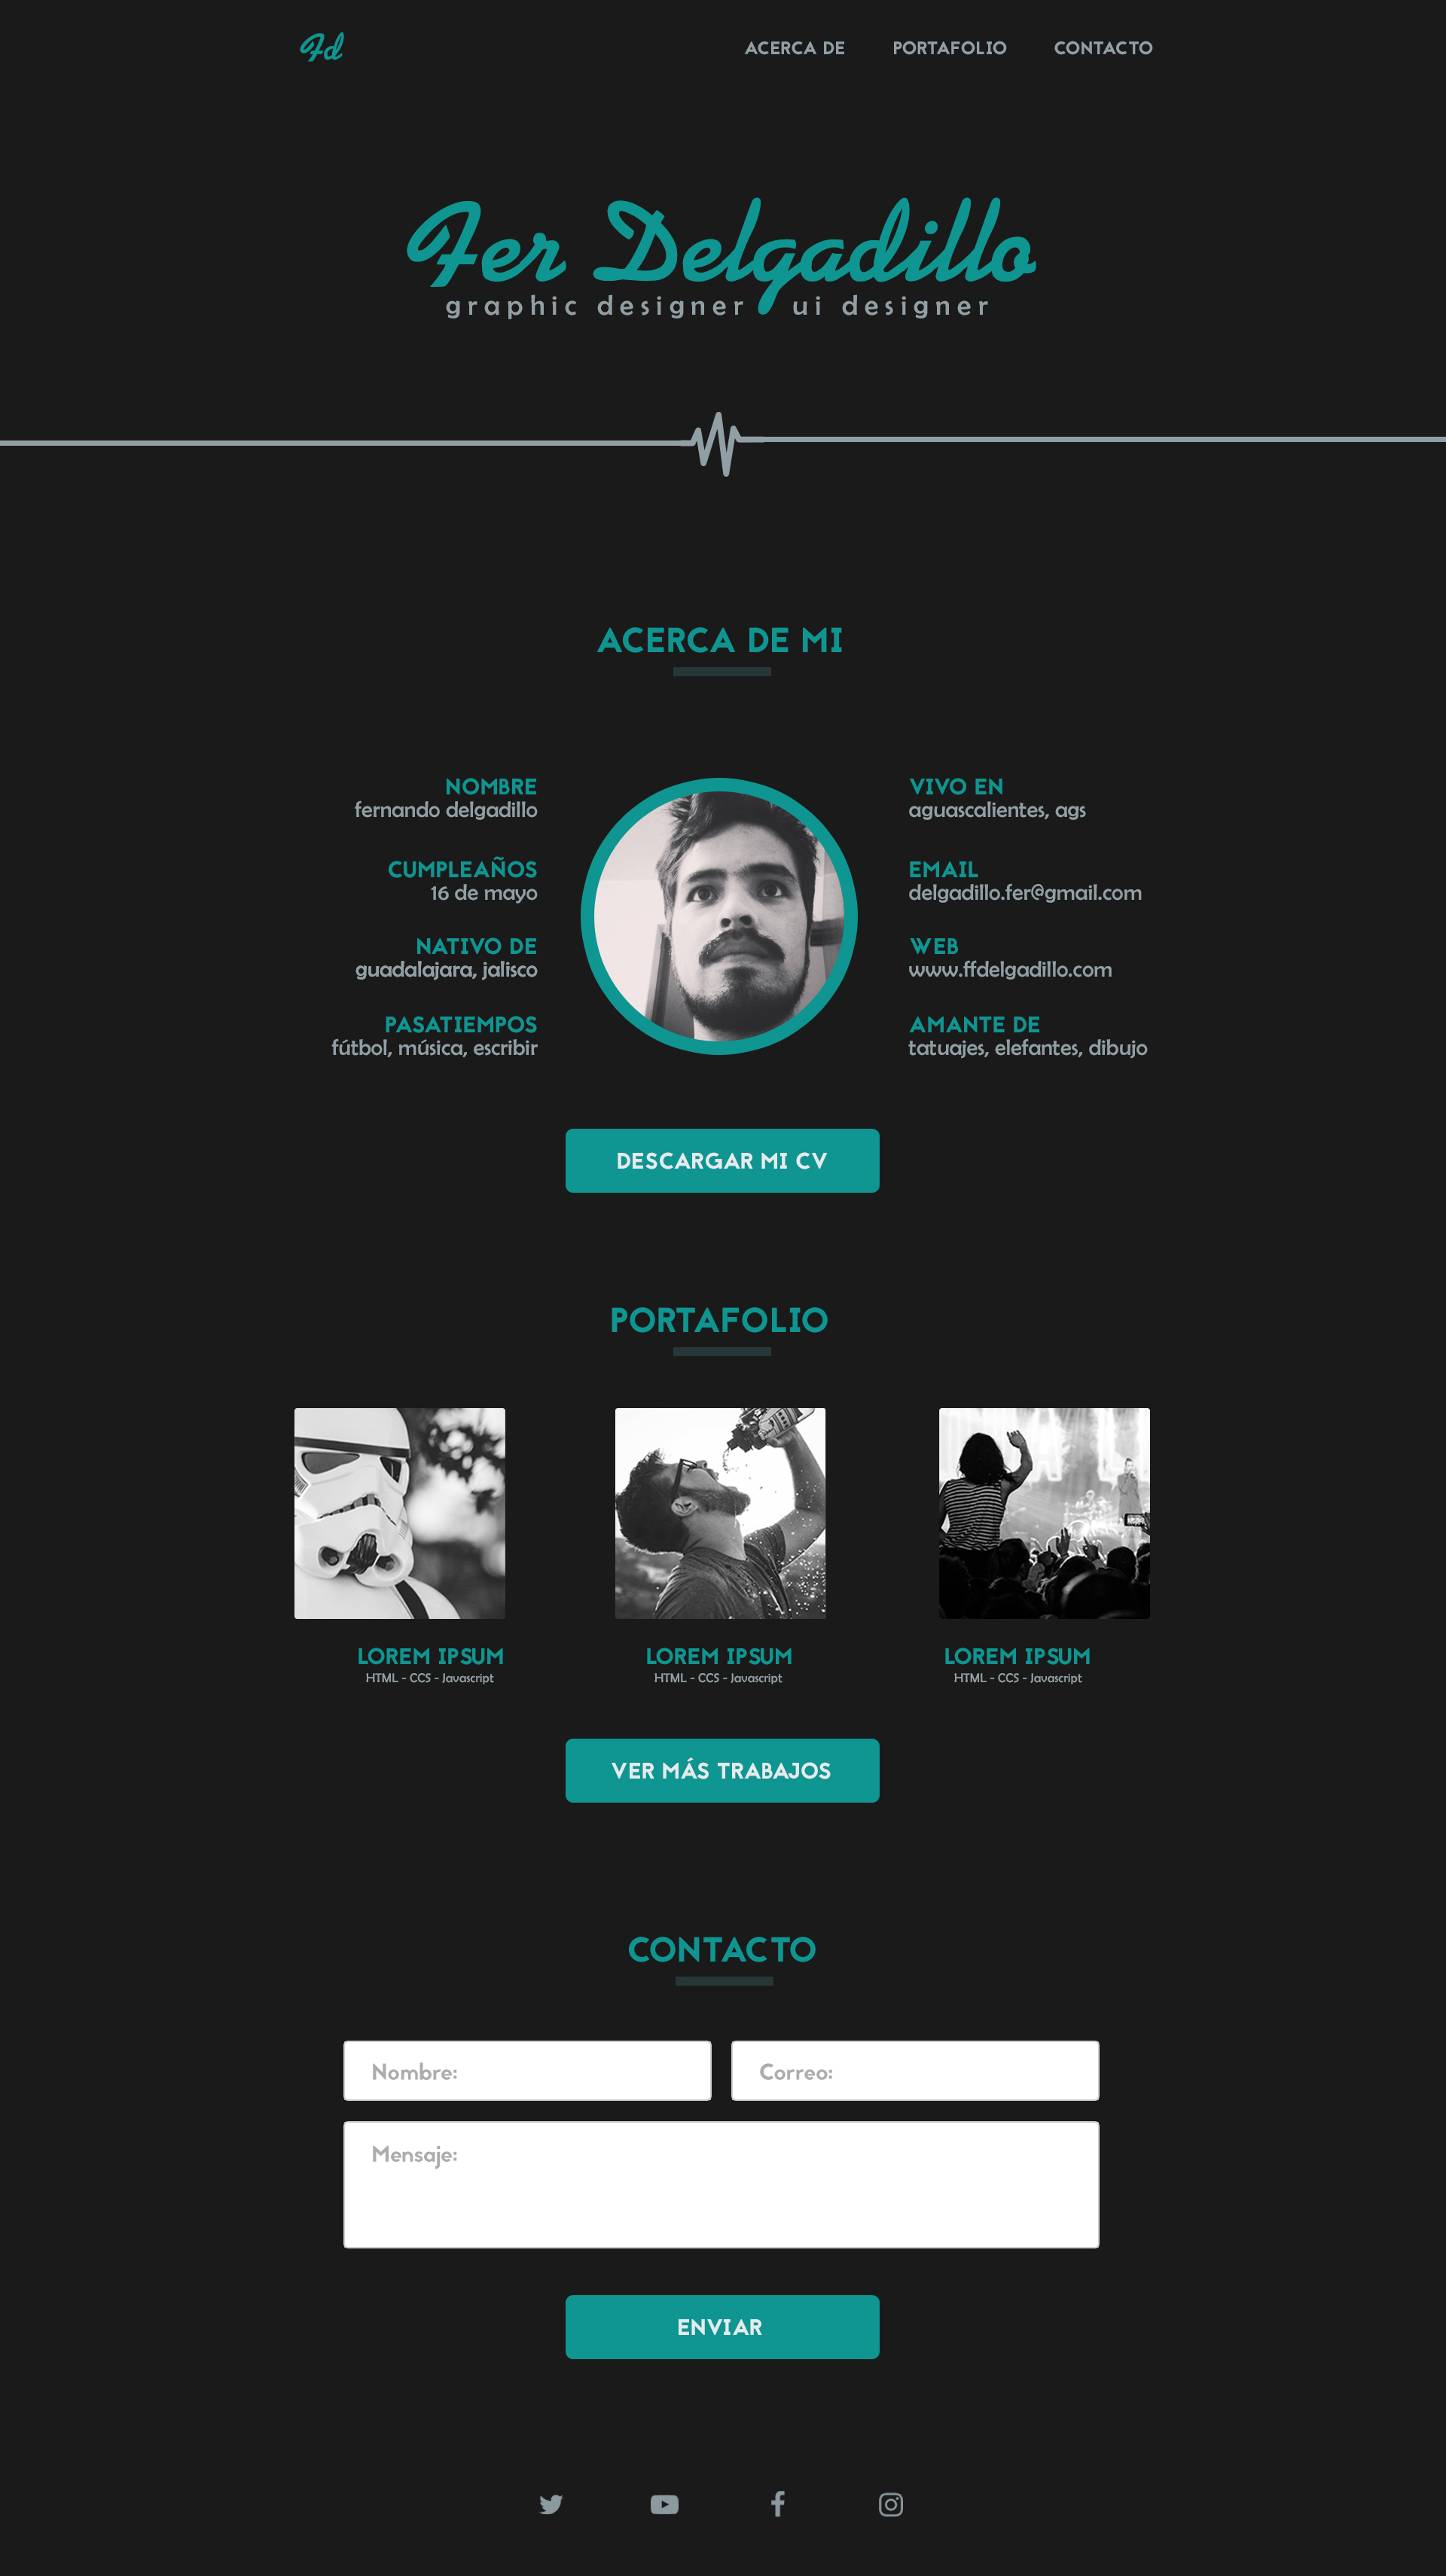 Fd
ACERCA DE PORTAFOLIO CONTACTO
Fer Delgadillo
graphic designer ui designer
ACERCA DE MI
NOMBRE
fernando delgadillo
CUMPLEAÑOS
16 de mayo
NATIVO DE
guadalajara, jalisco
PASATIEMPOS
fútbol, música, escribir
VIVO EN
aguascalientes, ags
EMAIL
delgadillo.fer@gmail.com
WEB
www.ffdelgadillo.com
AMANTE DE
tatuajes, elefantes, dibujo
DESCARGAR MI CV
PORTAFOLIO
LOREM IPSUM
HTML - CCS - Javascript
LOREM IPSUM
HTML - CCS - Javascript
LOREM IPSUM
HTML - CCS - Javascript
VER MÁS TRABAJOS
CONTACTO
Nombre:
Correo:
Mensaje:
ENVIAR